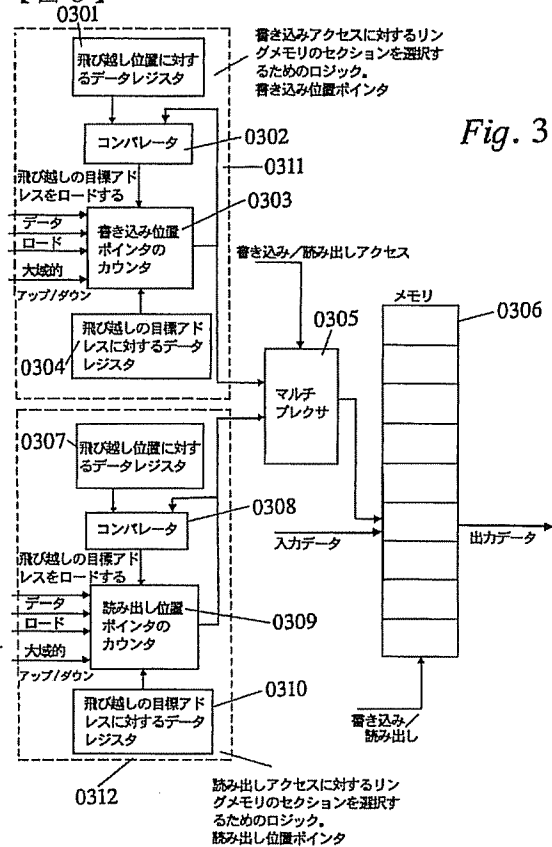 0301
飛び越し位置に対す
るデータレジスタ
書き込みアクセスに対するリン
グメモリのセクションを選択す
るためのロジック。
書き込み位置ポインタ
Fig. 3
コンパレータ
0302
0311
飛び越しの目標アド
レスをロードする
0303
データ
ロード
大域的
アップ/ダウン
書き込み位置
ポインタの
カウンタ
書き込み/読み出しアクセス
メモリ
0306
0305
マルチ
プレクサ
0304
飛び越しの目標アド
レスに対するデータ
レジスタ
0307
飛び越し位置に対す
るデータレジスタ
コンパレータ
0308
入力データ
出力データ
飛び越しの目標アド
レスをロードする
データ
ロード
大域的
アップ/ダウン
読み出し位置
ポインタの
カウンタ
0309
0310
飛び越しの目標アド
レスに対するデータ
レジスタ
書き込み/
読み出し
0312
読み出しアクセスに対するリン
グメモリのセクションを選択す
るためのロジック。
読み出し位置ポインタ